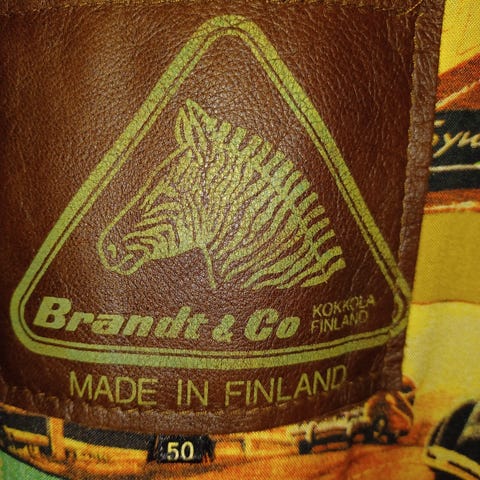 Brandt & Co KOKKOLA
FINLAND
MADE IN FINLAND
50